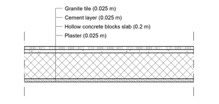 Granite tile (0.025 m)
Cement layer (0.025 m)
Hollow concrete blocks slab (0.2 m)
Plaster (0.025 m)